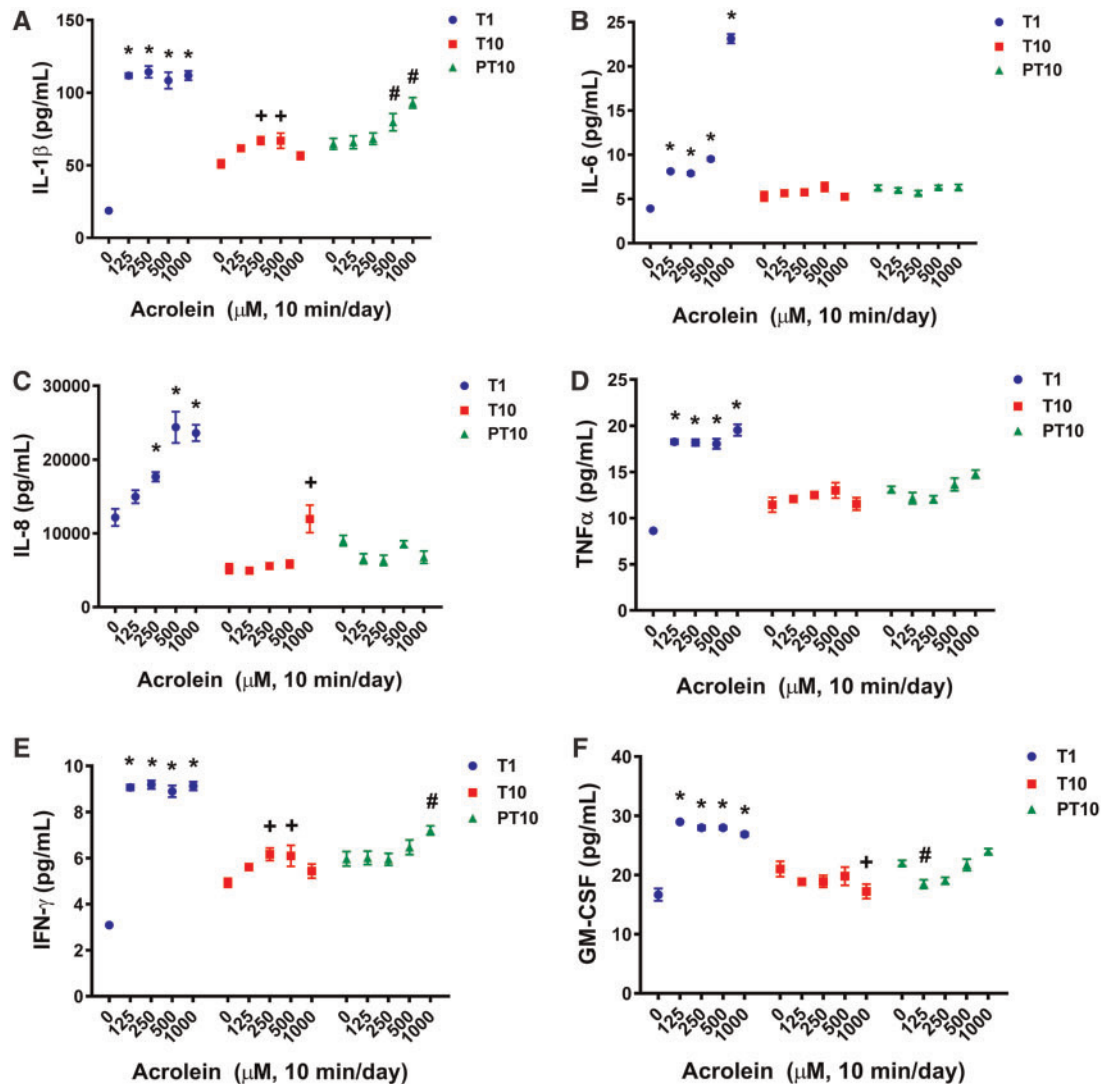 A
IL-1β (pg/mL)
150
100
50
0
* * * *
+ +
# #
T1
T10
PT10
0 125 250 500 1000 0 125 250 500 1000 0 125 250 500 1000
Acrolein (μM, 10 min/day)
B
IL-6 (pg/mL)
25
20
15
10
5
0
* * * *
T1
T10
PT10
0 125 250 500 1000 0 125 250 500 1000 0 125 250 500 1000
Acrolein (μM, 10 min/day)
C
IL-8 (pg/mL)
30000
20000
10000
0
* * *
+
T1
T10
PT10
0 125 250 500 1000 0 125 250 500 1000 0 125 250 500 1000
Acrolein (μM, 10 min/day)
D
TNFα (pg/mL)
25
20
15
10
5
0
* * * *
T1
T10
PT10
0 125 250 500 1000 0 125 250 500 1000 0 125 250 500 1000
Acrolein (μM, 10 min/day)
E
IFN-γ (pg/mL)
10
8
6
4
2
0
* * * *
+ +
#
T1
T10
PT10
0 125 250 500 1000 0 125 250 500 1000 0 125 250 500 1000
Acrolein (μM, 10 min/day)
F
GM-CSF (pg/mL)
40
30
20
10
0
* * * *
+
#
T1
T10
PT10
0 125 250 500 1000 0 125 250 500 1000 0 125 250 500 1000
Acrolein (μM, 10 min/day)